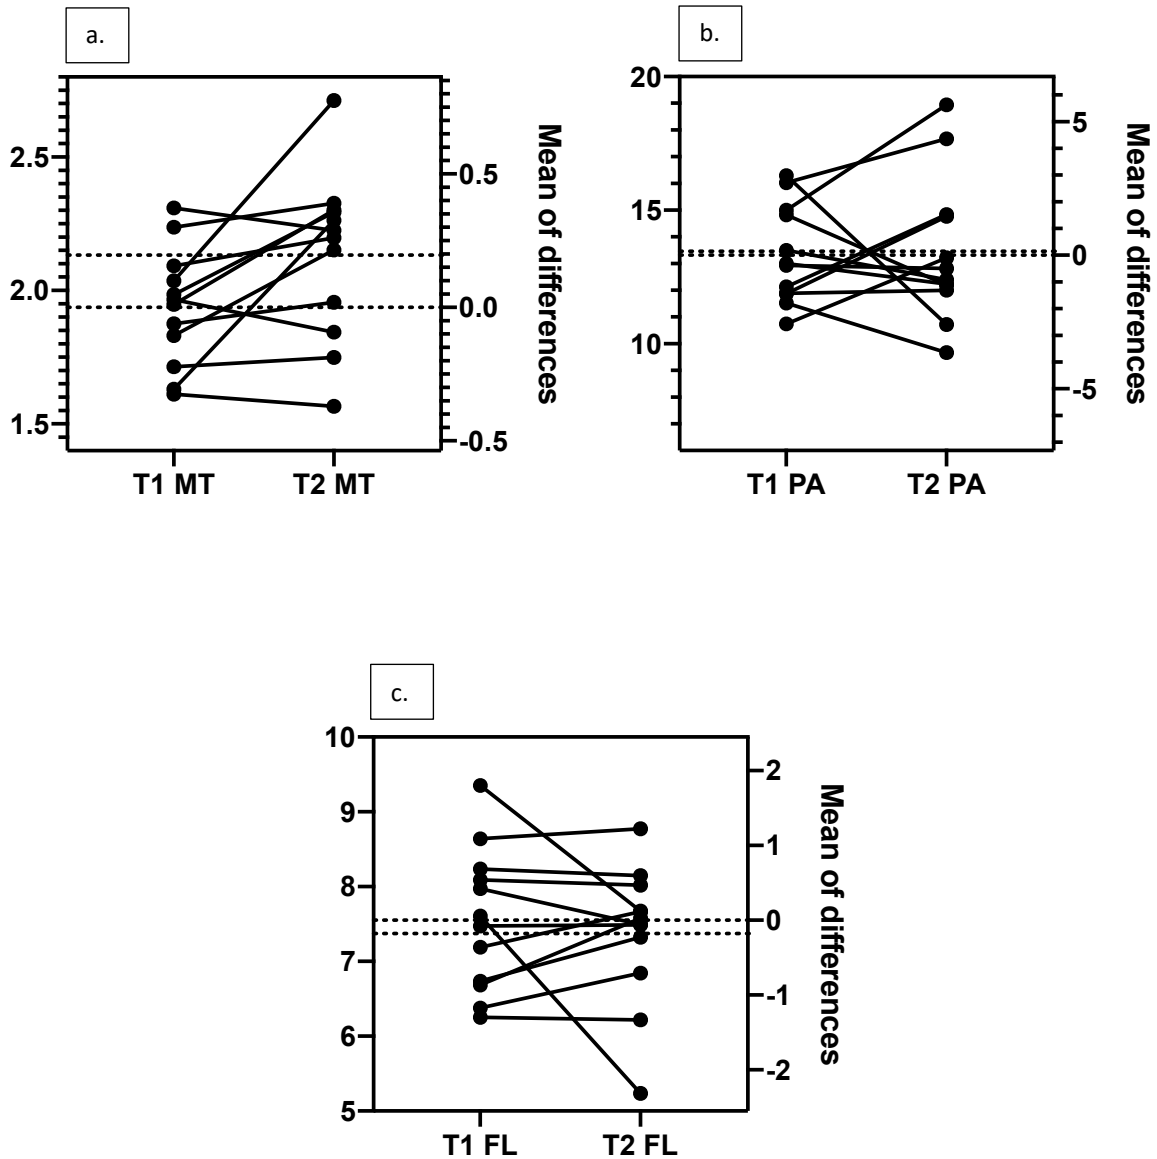 a.
2.5
2.0
1.5
0.5
0.0
-0.5
Mean of differences
T1 MT
T2 MT
b.
20
15
10
5
0
-5
Mean of differences
T1 PA
T2 PA
c.
10
9
8
7
6
5
2
1
0
-1
-2
Mean of differences
T1 FL
T2 FL